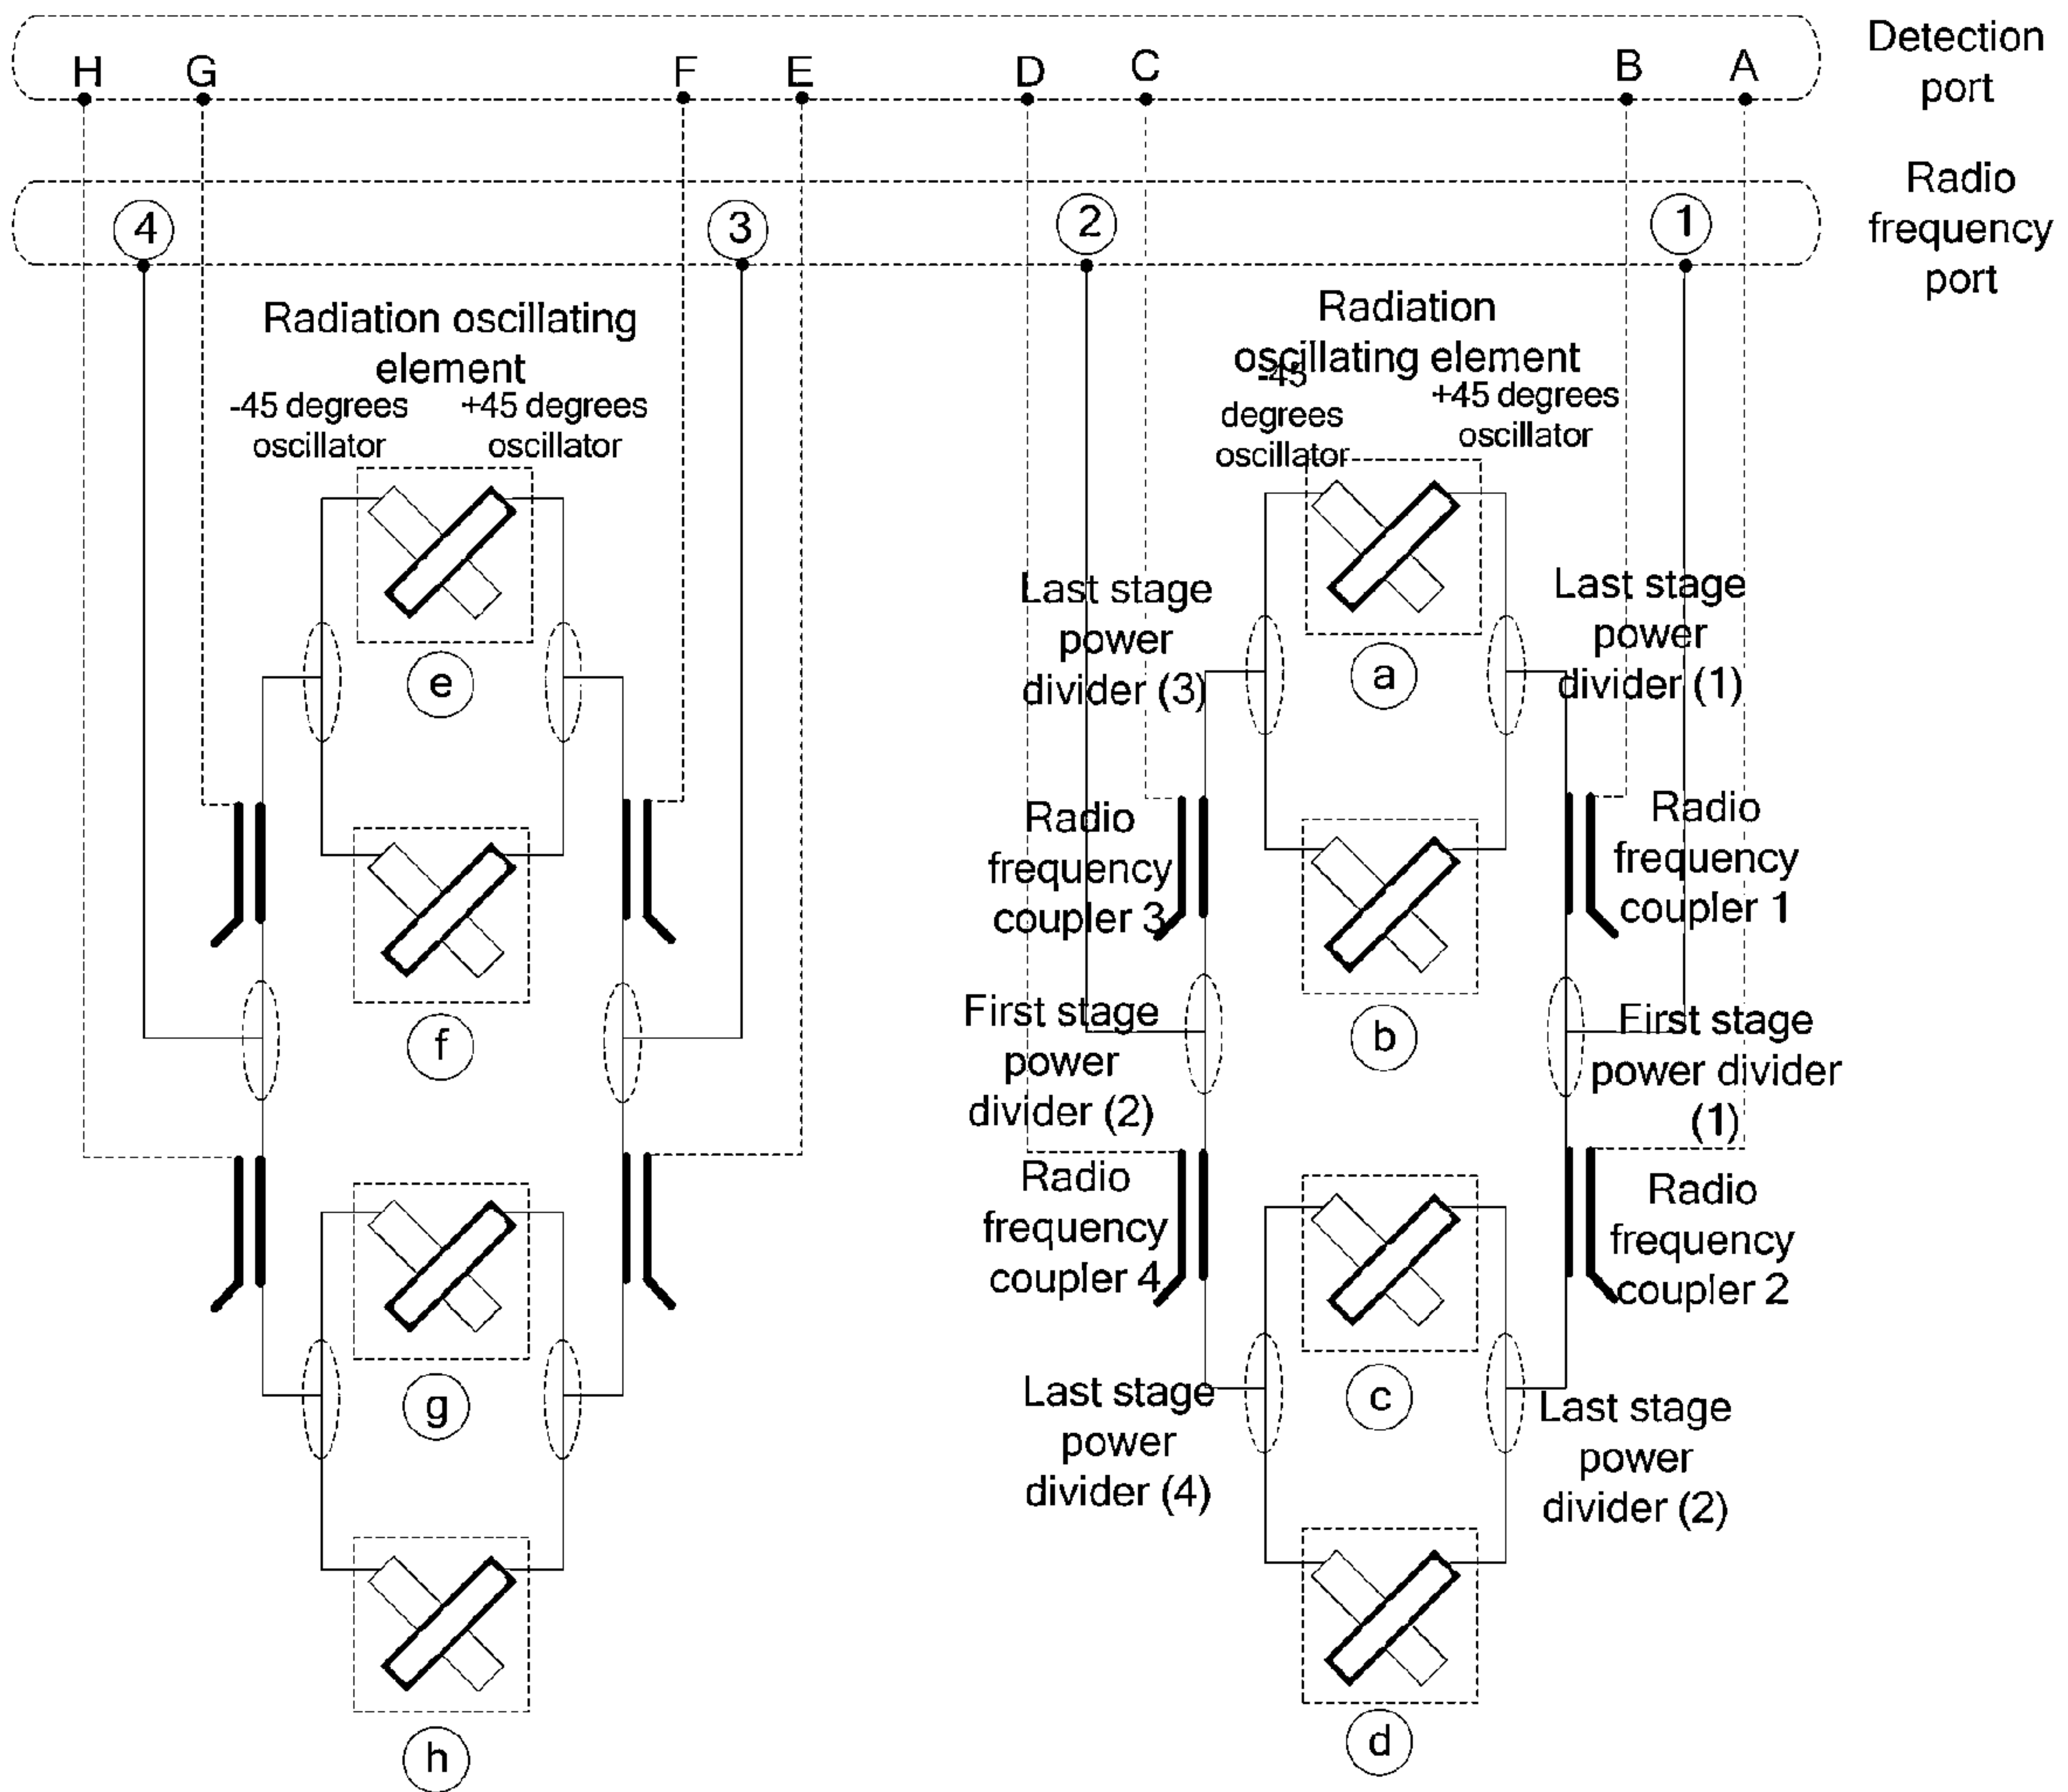 H G F E D C B A
Detection
port
4 3 2 1
Radio
frequency
port
Radiation oscillating
element
-45 degrees
oscillator
+45 degrees
oscillator
Radiation
oscillating element
-45
degrees
oscillator
+45 degrees
oscillator
e
a
Last stage
power
divider (3)
Last stage
power
divider (1)
Radio
frequency
coupler 3
Radio
frequency
coupler 1
f
b
First stage
power
divider (2)
First stage
power divider
(1)
Radio
frequency
coupler 4
Radio
frequency
coupler 2
g
c
Last stage
power
divider (4)
Last stage
power
divider (2)
h
d